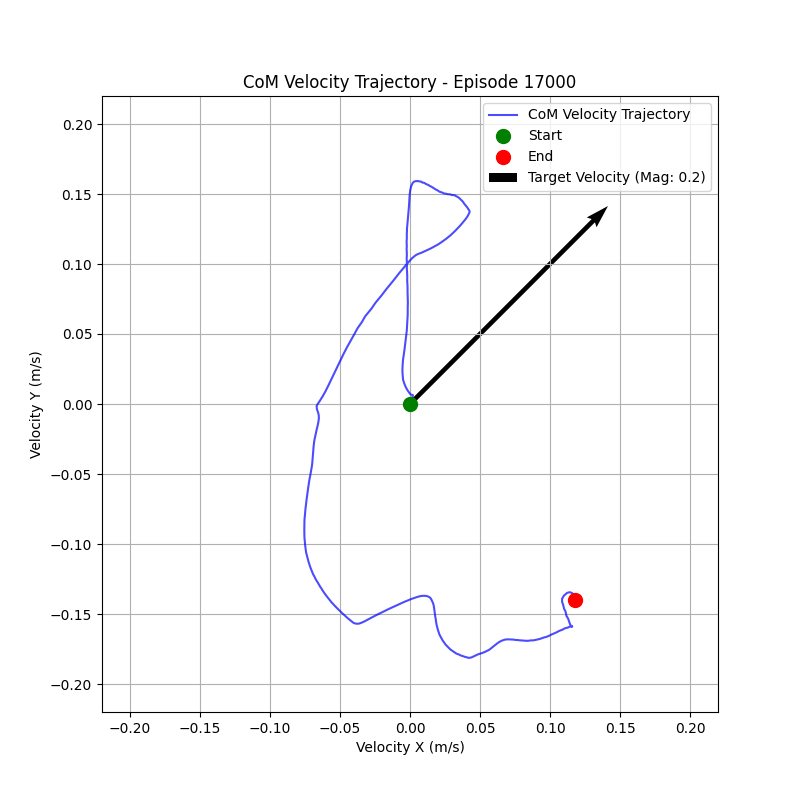 CoM Velocity Trajectory - Episode 17000
CoM Velocity Trajectory
Start
End
Target Velocity (Mag: 0.2)
0.20
0.15
0.10
0.05
0.00
−0.05
−0.10
−0.15
−0.20
Velocity Y (m/s)
−0.20 −0.15 −0.10 −0.05 0.00 0.05 0.10 0.15 0.20
Velocity X (m/s)